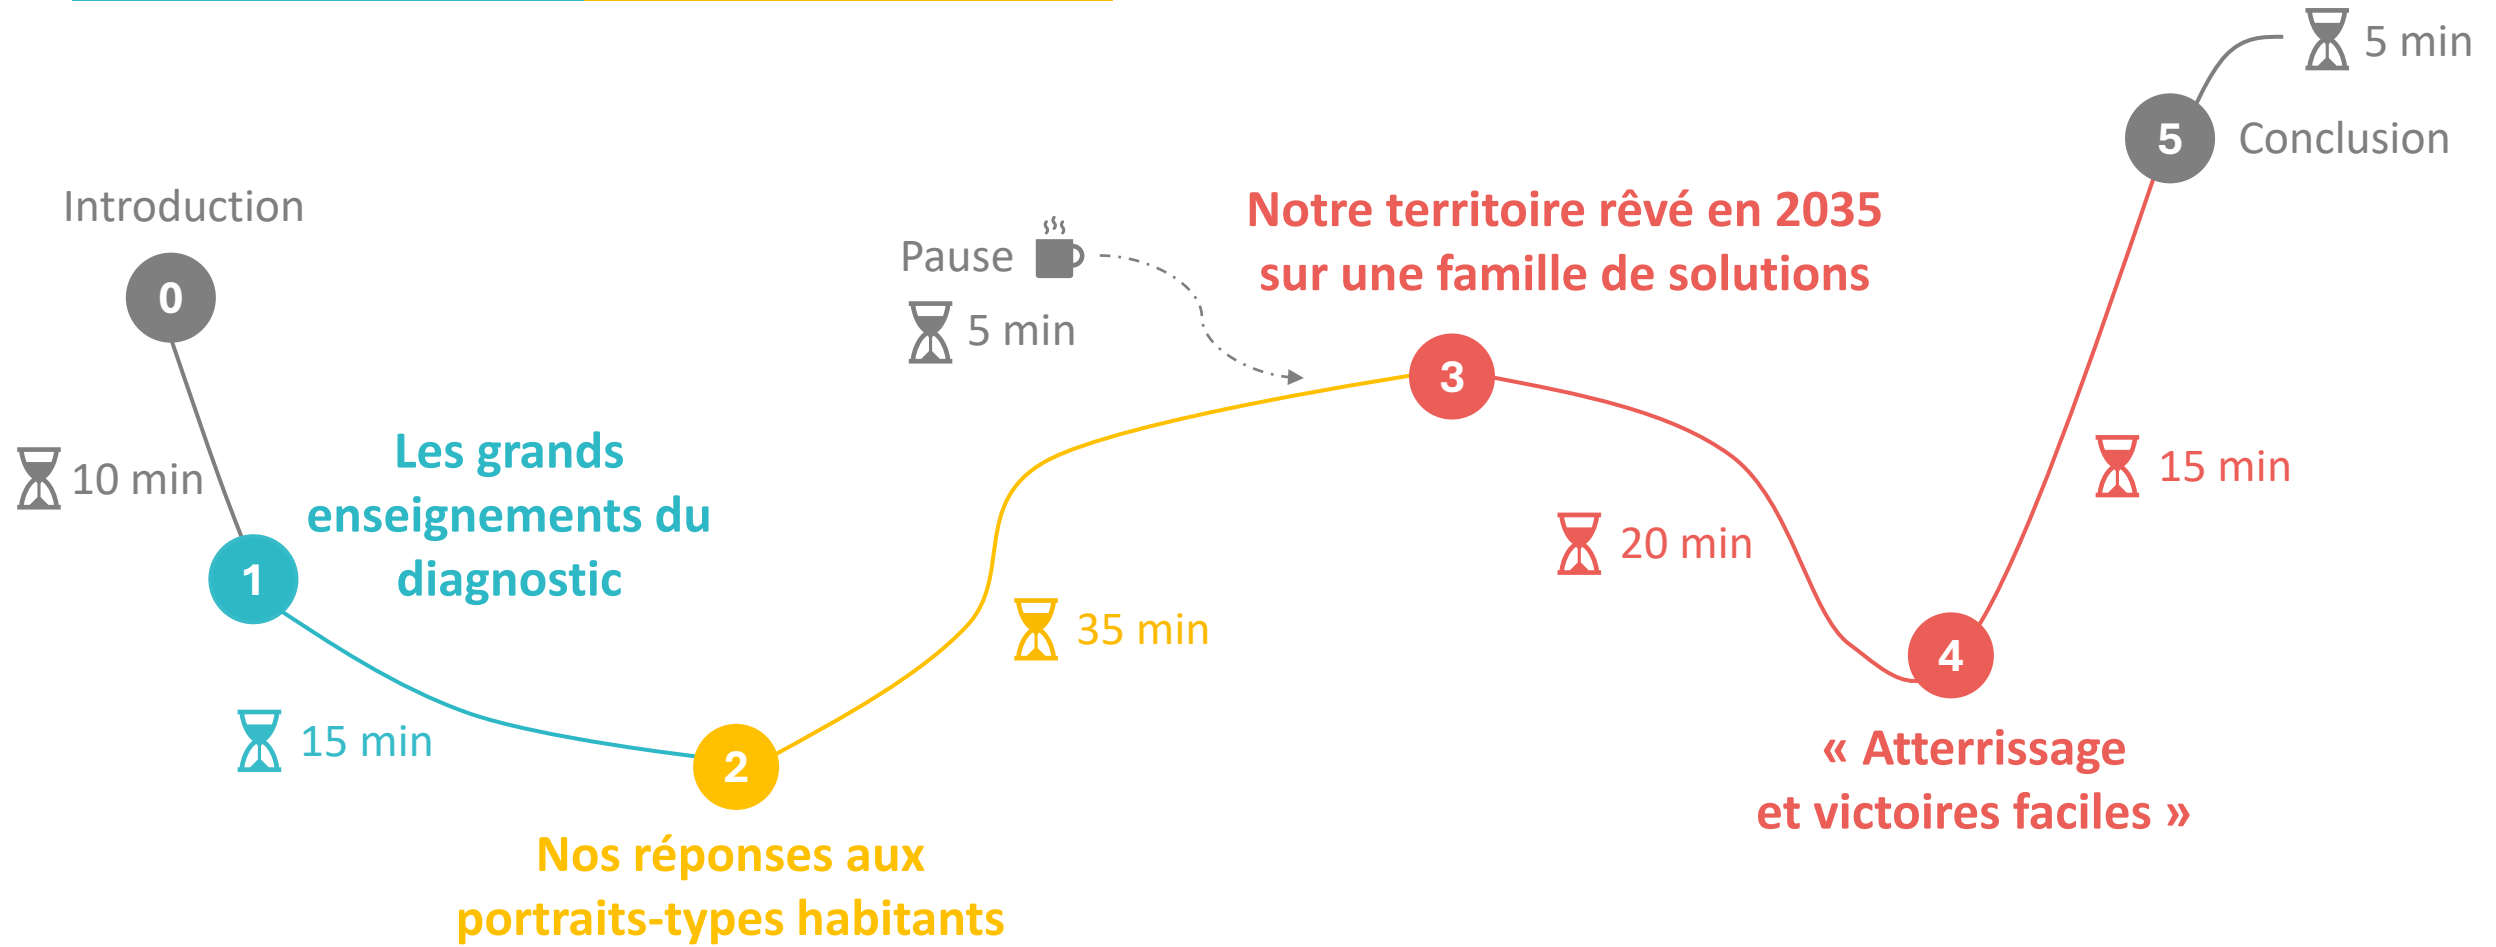 Introduction
0
10 min
Les grands
enseignements du
diagnostic
1
15 min
2
Nos réponses aux
portraits-types habitants
35 min
Pause
5 min
Notre territoire rêvé en 2035
sur une famille de solutions
3
20 min
4
« Atterrissage
et victoires faciles »
15 min
5
Conclusion
5 min